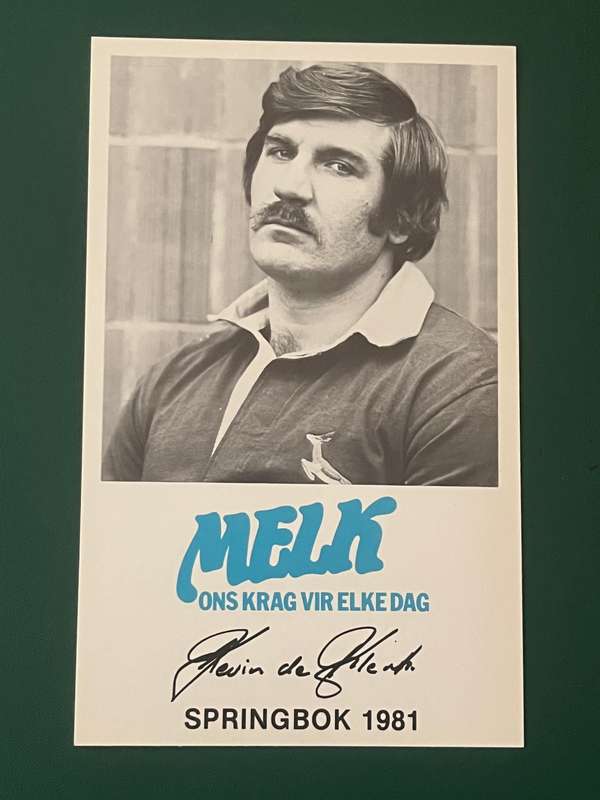 MELK
ONS KRAG VIR ELKE DAG
Kevin de Klerk
SPRINGBOK 1981